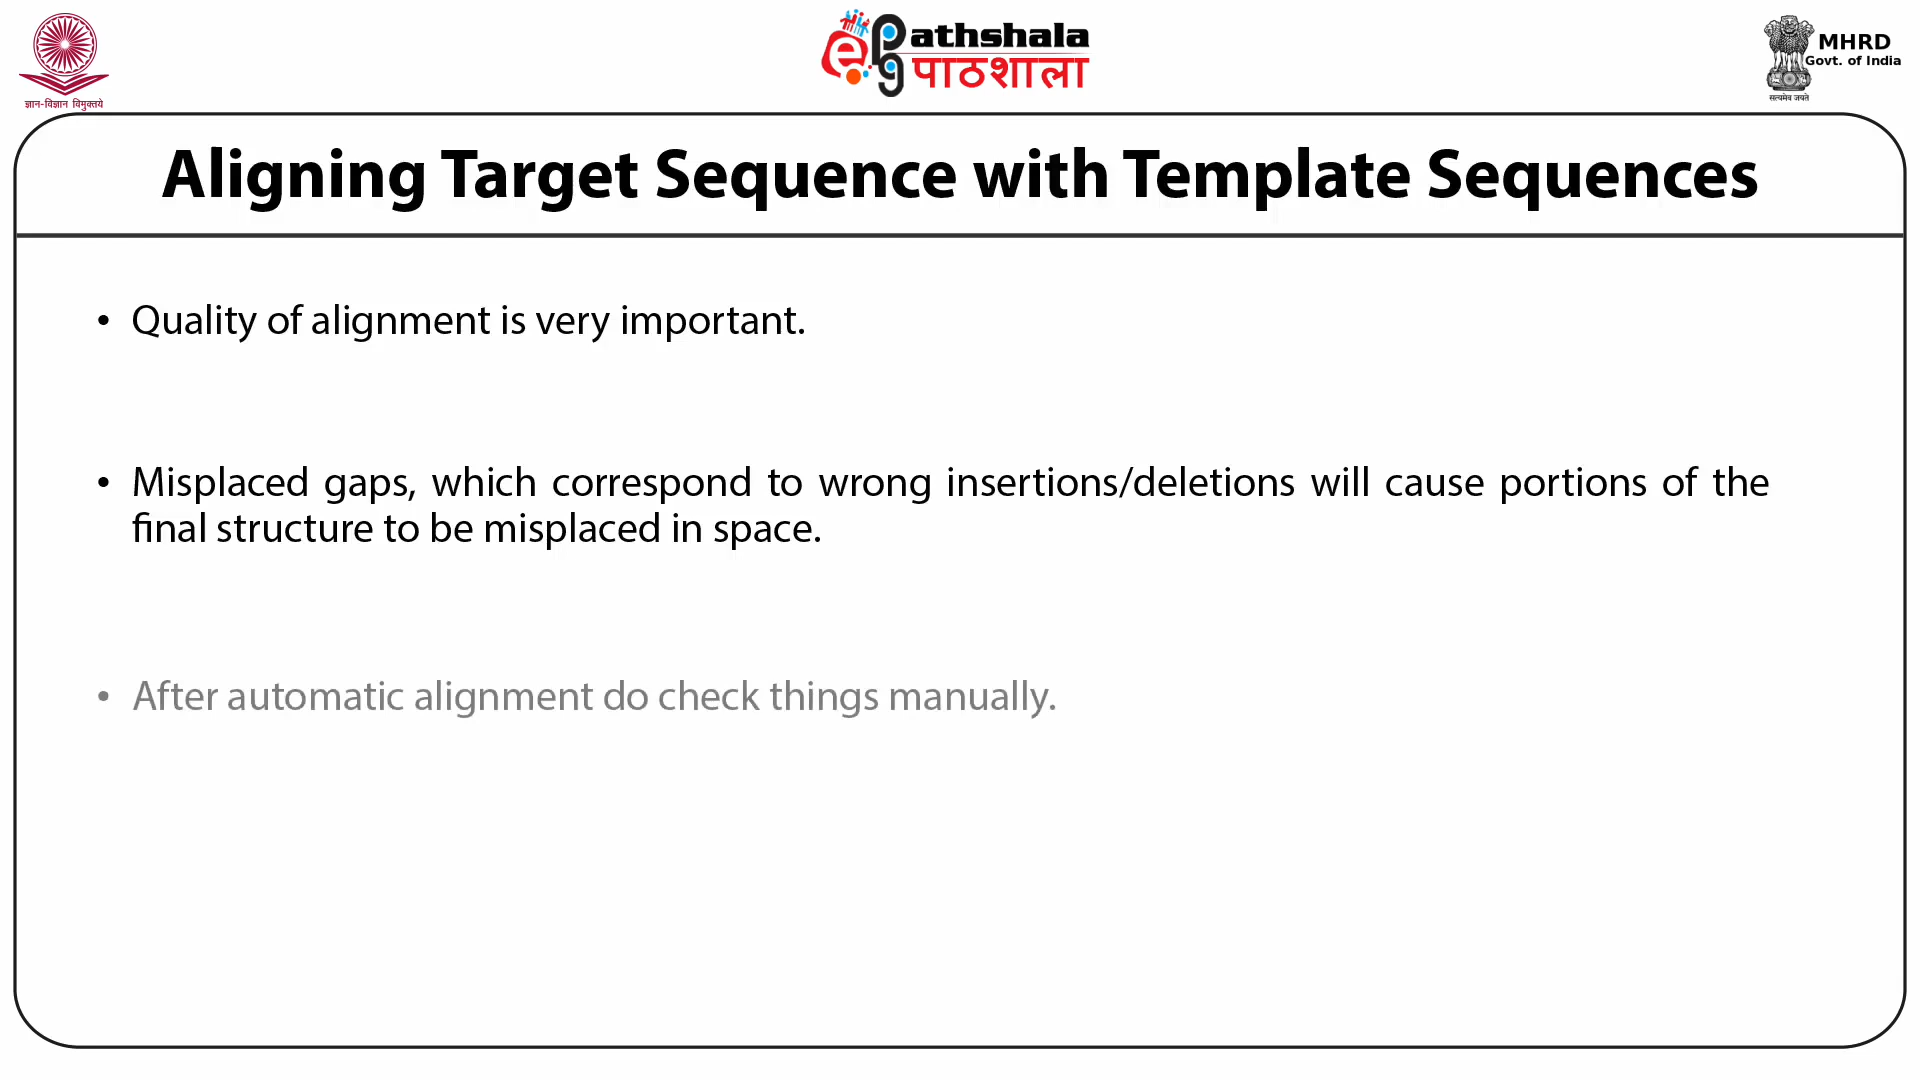 ज्ञान-विज्ञान विमुक्तये
ePathshala
पाठशाला
MHRD
Govt. of India
सत्यमेव जयते
Aligning Target Sequence with Template Sequences
• Quality of alignment is very important.
• Misplaced gaps, which correspond to wrong insertions/deletions will cause portions of the
final structure to be misplaced in space.
• After automatic alignment do check things manually.